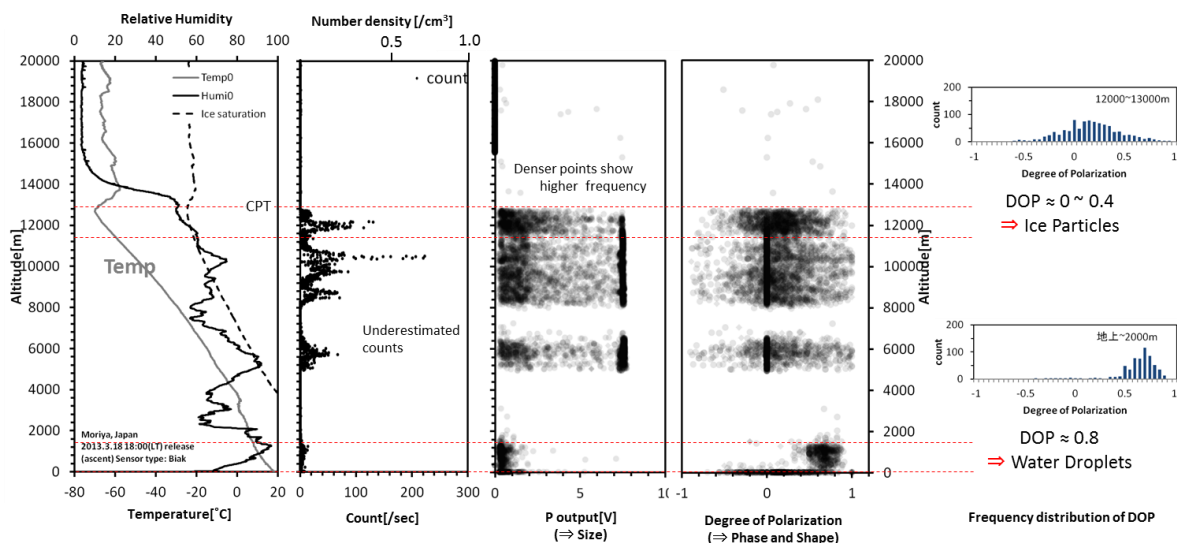 Relative Humidity
0 20 40 60 80 100
Number density [/cm³]
0.5 1.0
20000
18000
16000
14000
12000
10000
8000
6000
4000
2000
0
Altitude[m]
Temp0
Humi0
Ice saturation
CPT
Temp
Moriya, Japan
2013.3.18 18:00(LT) release
(ascent) Sensor type: Biak
-80 -60 -40 -20 0 20
Temperature[˚C]
count
Underestimated
counts
0 100 200 300
Count[/sec]
Denser points show
higher frequency
0 5 10
P output[V]
(⇒ Size)
-1 0 1
Degree of Polarization
(⇒ Phase and Shape)
20000
18000
16000
14000
12000
10000
8000
6000
4000
2000
0
Altitude[m]
200
100
0
count
12000~13000m
-1 -0.5 0 0.5 1
Degree of Polarization
DOP ≈ 0 ~ 0.4
⇒ Ice Particles
200
100
0
count
地上~2000m
-1 -0.5 0 0.5 1
Degree of Polarization
DOP ≈ 0.8
⇒ Water Droplets
Frequency distribution of DOP